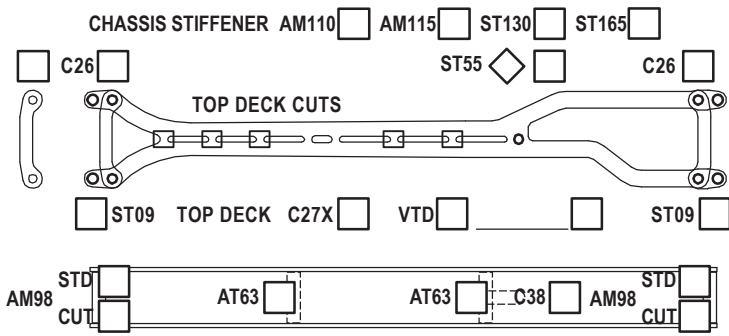 CHASSIS STIFFENER AM110 AM115 ST130 ST165
C26 ST55 C26
TOP DECK CUTS
ST09 TOP DECK C27X VTD ST09
STD STD
AM98 AT63 AT63 C38 AM98
CUT CUT